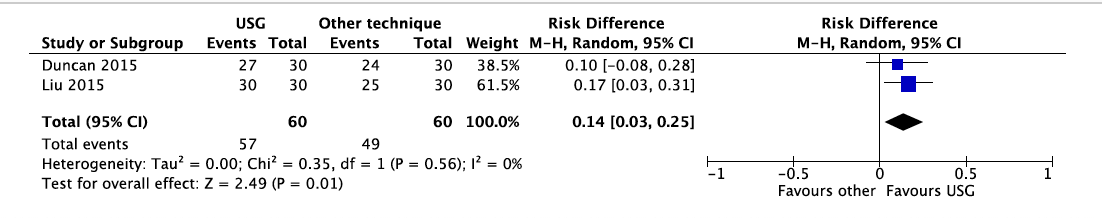 USG Other technique Risk Difference Risk Difference
Study or Subgroup Events Total Events Total Weight M-H, Random, 95% CI M-H, Random, 95% CI
Duncan 2015 27 30 24 30 38.5% 0.10 [-0.08, 0.28]
Liu 2015 30 30 25 30 61.5% 0.17 [0.03, 0.31]
Total (95% CI) 60 60 100.0% 0.14 [0.03, 0.25]
Total events 57 49
Heterogeneity: Tau² = 0.00; Chi² = 0.35, df = 1 (P = 0.56); I² = 0%
Test for overall effect: Z = 2.49 (P = 0.01)
-1 -0.5 0 0.5 1
Favours other Favours USG